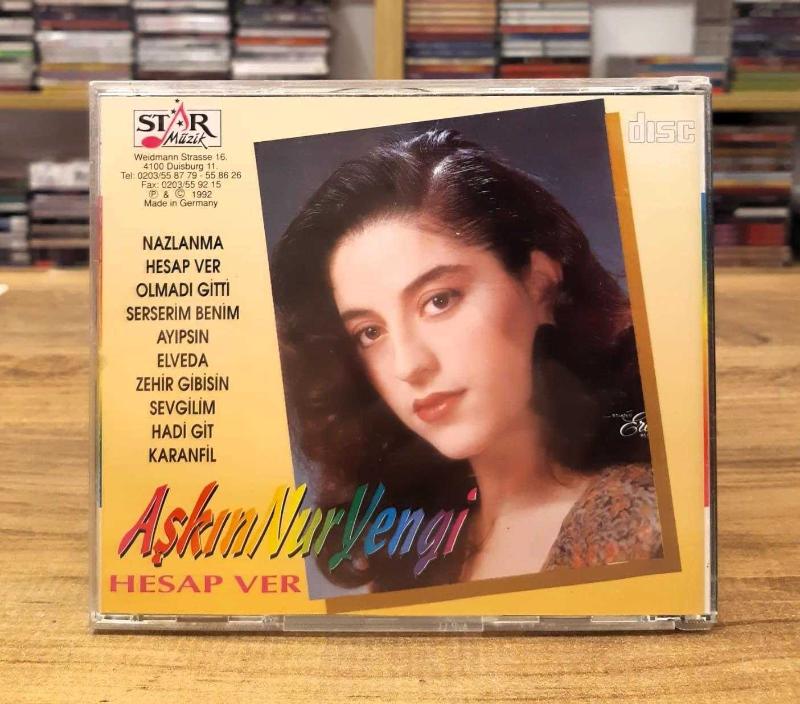 STAR
Müzik
Weidmann Strasse 16.
4100 Duisburg 11.
Tel: 0203/55 87 79 - 55 86 26
Fax: 0203/55 92 15
℗ & © 1992
Made in Germany
disc
NAZLANMA
HESAP VER
OLMADI GİTTİ
SERSERİM BENİM
AYIPSIN
ELVEDA
ZEHİR GİBİSİN
SEVGİLİM
HADİ GİT
KARANFİL
Aşkın Nur Yengi
HESAP VER